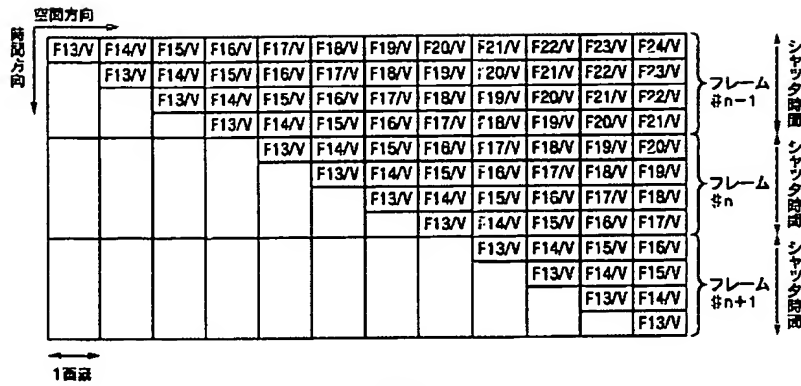 空間方向
時間方向
F13/V F14/V F15/V F16/V F17/V F18/V F19/V F20/V F21/V F22/V F23/V F24/V
F13/V F14/V F15/V F16/V F17/V F18/V F19/V F20/V F21/V F22/V F23/V
F13/V F14/V F15/V F16/V F17/V F18/V F19/V F20/V F21/V F22/V
F13/V F14/V F15/V F16/V F17/V F18/V F19/V F20/V F21/V
フレーム
#n-1
シャッタ時間
F13/V F14/V F15/V F16/V F17/V F18/V F19/V F20/V
F13/V F14/V F15/V F16/V F17/V F18/V F19/V
F13/V F14/V F15/V F16/V F17/V F18/V
F13/V F14/V F15/V F16/V F17/V
フレーム
#n
シャッタ時間
F13/V F14/V F15/V F16/V
F13/V F14/V F15/V
F13/V F14/V
F13/V
フレーム
#n+1
シャッタ時間
1画素